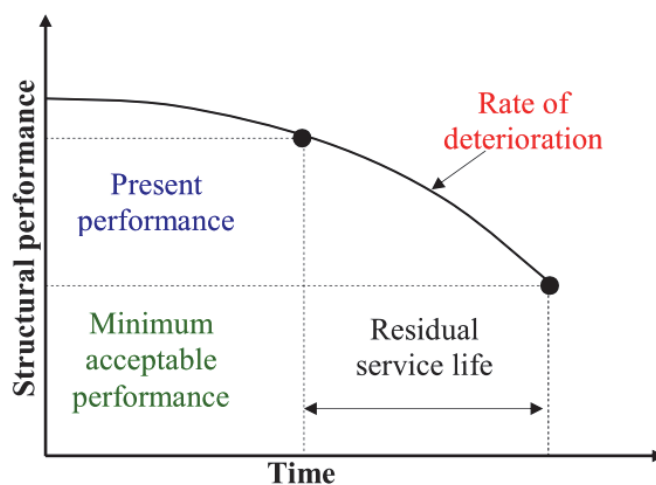 Structural performance
Rate of
deterioration
Present
performance
Minimum
acceptable
performance
Residual
service life
Time